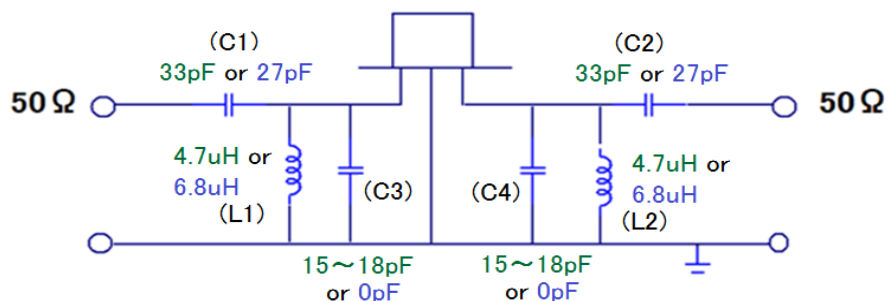 (C1)
33pF or 27pF
(C2)
33pF or 27pF
50Ω
50Ω
4.7uH or
6.8uH
(L1)
(C3)
(C4)
4.7uH or
6.8uH
(L2)
15～18pF
or 0pF
15～18pF
or 0pF